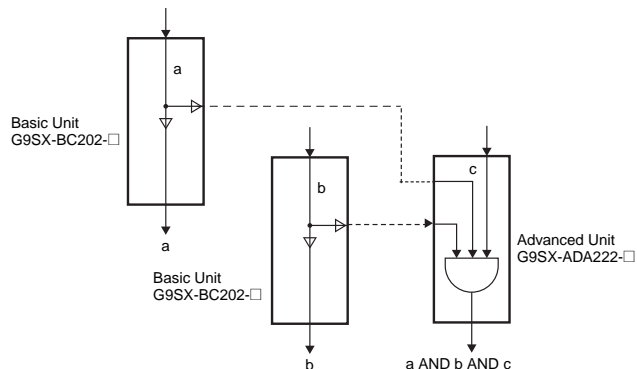 a
Basic Unit
G9SX-BC202-□
a
b
Basic Unit
G9SX-BC202-□
b
c
Advanced Unit
G9SX-ADA222-□
a AND b AND c